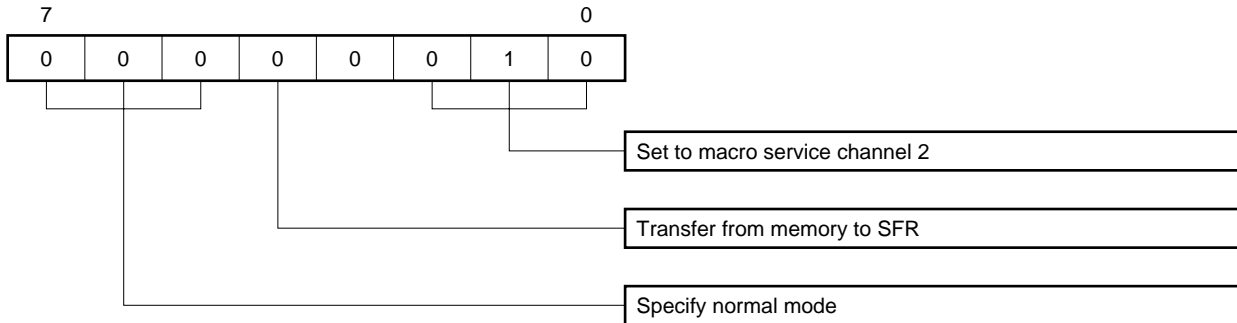 7 0
0 0 0 0 0 0 1 0
Set to macro service channel 2
Transfer from memory to SFR
Specify normal mode